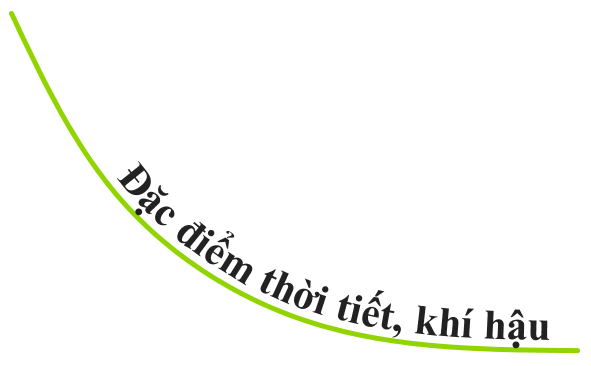 Đặc điểm thời tiết, khí hậu